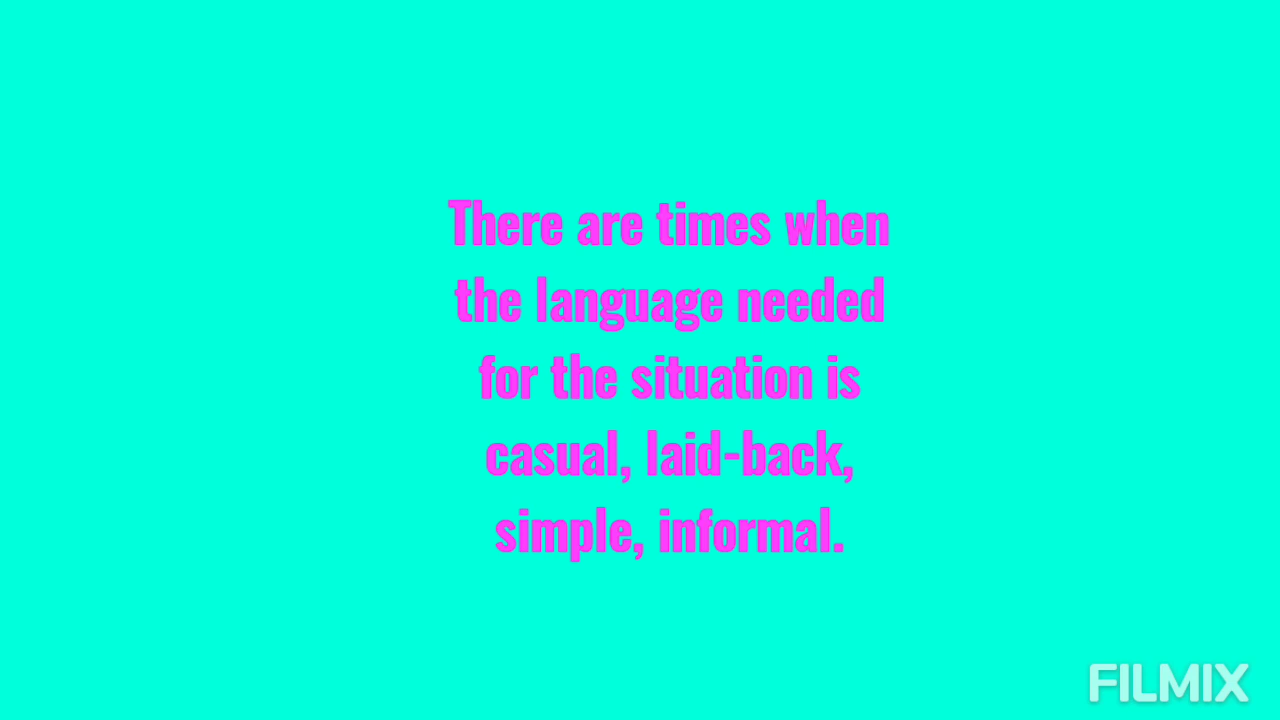 There are times when
the language needed
for the situation is
casual, laid-back,
simple, informal.
FILMIX